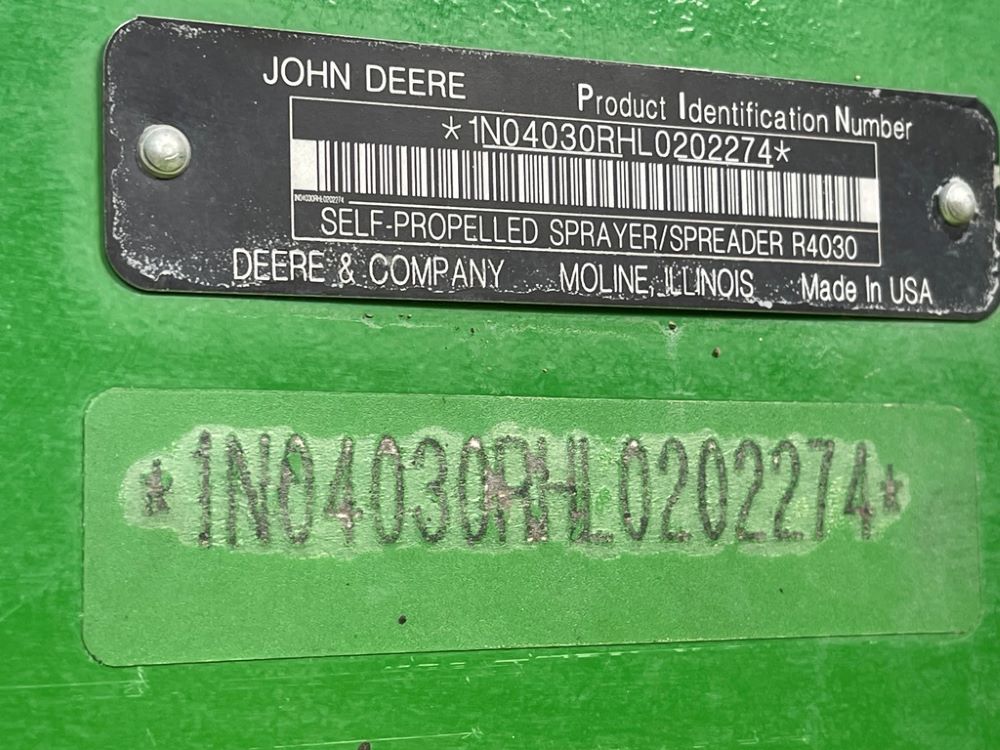 JOHN DEERE
Product Identification Number
*1N04030RHL0202274*
1N04030RHL0202274
SELF-PROPELLED SPRAYER/SPREADER R4030
DEERE & COMPANY MOLINE, ILLINOIS Made In USA
*1N04030RHL0202274*